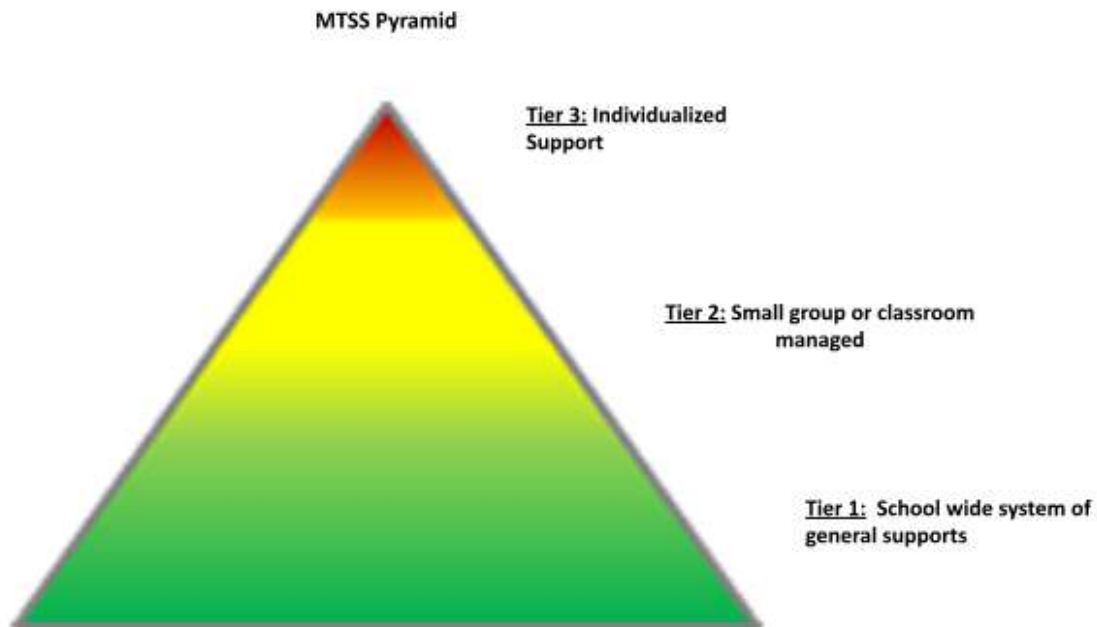 MTSS Pyramid
Tier 3: Individualized
Support
Tier 2: Small group or classroom
managed
Tier 1: School wide system of
general supports